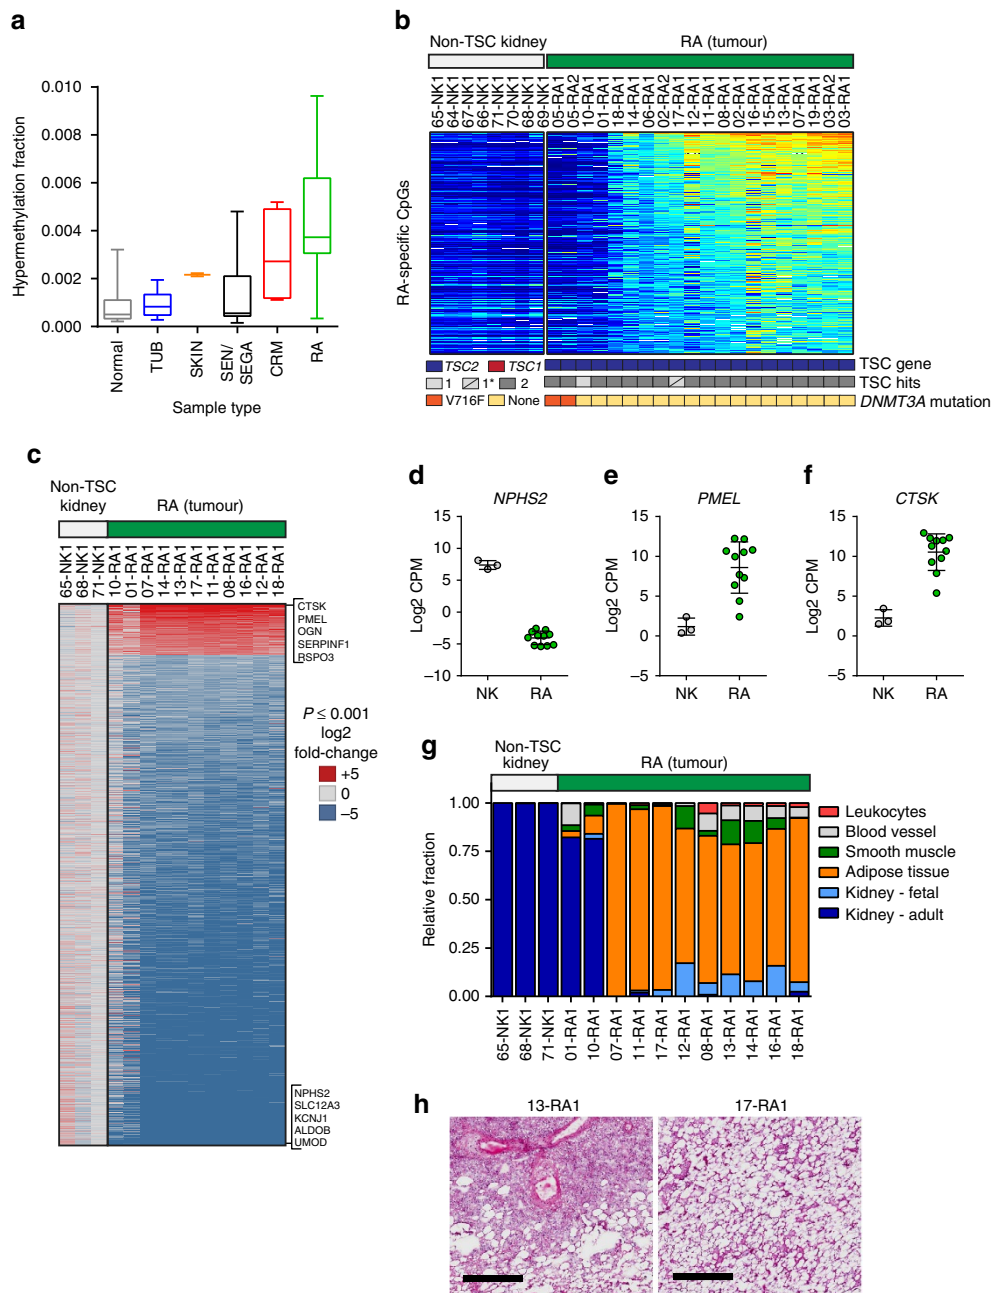 a
Hypermethylation fraction
0.010
0.008
0.006
0.004
0.002
0.000
Normal
TUB
SKIN
SEN/
SEGA
CRM
RA
Sample type
b
Non-TSC kidney
RA (tumour)
65-NK1
64-NK1
67-NK1
66-NK1
71-NK1
70-NK1
68-NK1
69-NK1
05-RA1
05-RA2
10-RA1
01-RA1
18-RA1
14-RA1
06-RA1
02-RA2
17-RA1
12-RA1
11-RA1
08-RA1
02-RA1
16-RA1
15-RA1
13-RA1
07-RA1
19-RA1
03-RA2
03-RA1
RA-specific CpGs
TSC2 TSC1
1 1* 2
V716F None
TSC gene
TSC hits
DNMT3A mutation
c
Non-TSC
kidney
RA (tumour)
65-NK1
68-NK1
71-NK1
10-RA1
01-RA1
07-RA1
14-RA1
13-RA1
17-RA1
11-RA1
08-RA1
16-RA1
12-RA1
18-RA1
CTSK
PMEL
OGN
SERPINF1
RSPO3
P ≤ 0.001
log2
fold-change
+5
0
–5
NPHS2
SLC12A3
KCNJ1
ALDOB
UMOD
d
NPHS2
Log2 CPM
15
10
5
0
–5
–10
NK
RA
e
PMEL
Log2 CPM
15
10
5
0
–5
NK
RA
f
CTSK
Log2 CPM
15
10
5
0
–5
NK
RA
g
Non-TSC
kidney
RA (tumour)
Relative fraction
1.00
0.75
0.50
0.25
0.00
65-NK1
68-NK1
71-NK1
01-RA1
10-RA1
07-RA1
11-RA1
17-RA1
12-RA1
08-RA1
13-RA1
14-RA1
16-RA1
18-RA1
Leukocytes
Blood vessel
Smooth muscle
Adipose tissue
Kidney - fetal
Kidney - adult
h
13-RA1
17-RA1